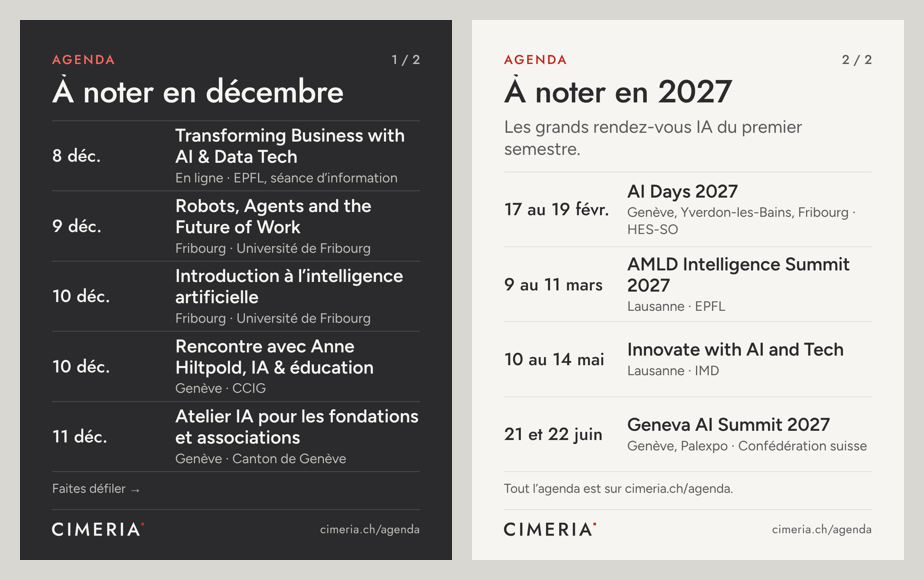 AGENDA
1 / 2
À noter en décembre
8 déc.
Transforming Business with
AI & Data Tech
En ligne · EPFL, séance d’information
9 déc.
Robots, Agents and the
Future of Work
Fribourg · Université de Fribourg
10 déc.
Introduction à l’intelligence
artificielle
Fribourg · Université de Fribourg
10 déc.
Rencontre avec Anne
Hiltpold, IA & éducation
Genève · CCIG
11 déc.
Atelier IA pour les fondations
et associations
Genève · Canton de Genève
Faites défiler →
CIMERIA
cimeria.ch/agenda
AGENDA
2 / 2
À noter en 2027
Les grands rendez-vous IA du premier
semestre.
17 au 19 févr.
AI Days 2027
Genève, Yverdon-les-Bains, Fribourg ·
HES-SO
9 au 11 mars
AMLD Intelligence Summit
2027
Lausanne · EPFL
10 au 14 mai
Innovate with AI and Tech
Lausanne · IMD
21 et 22 juin
Geneva AI Summit 2027
Genève, Palexpo · Confédération suisse
Tout l’agenda est sur cimeria.ch/agenda.
CIMERIA
cimeria.ch/agenda